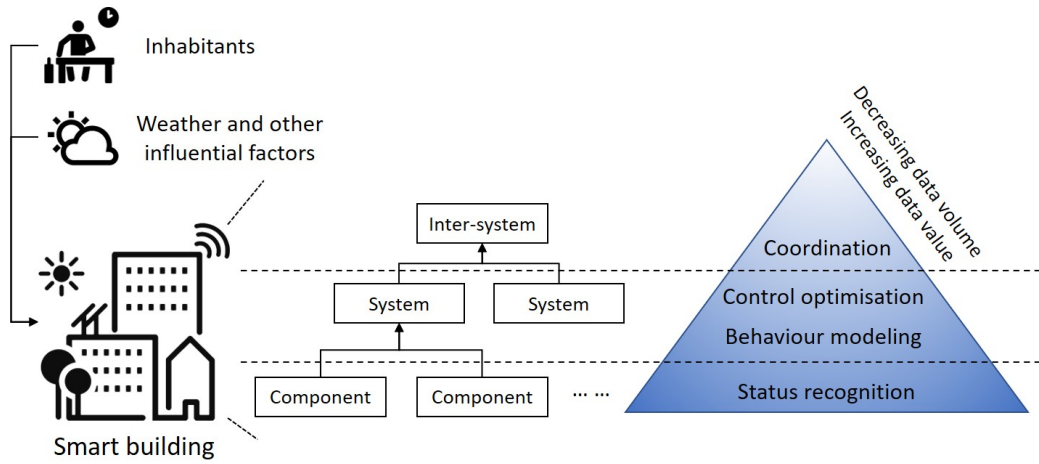 Inhabitants
Weather and other
influential factors
Smart building
Inter-system
System
System
Component
Component
... ...
Decreasing data volume
Increasing data value
Coordination
Control optimisation
Behaviour modeling
Status recognition